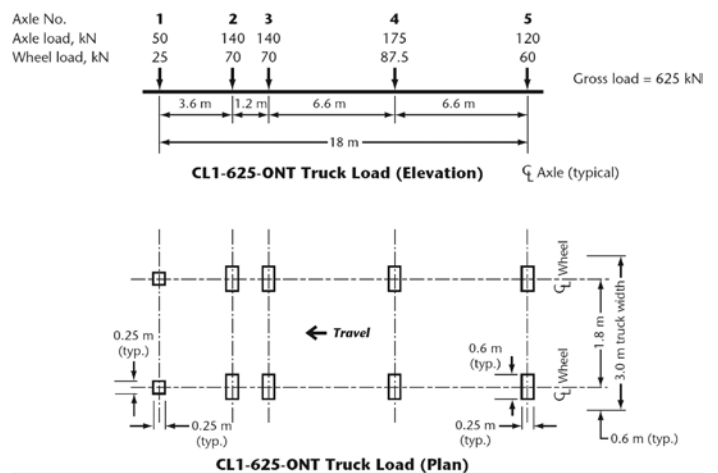 Axle No. 1 2 3 4 5
Axle load, kN 50 140 140 175 120
Wheel load, kN 25 70 70 87.5 60
Gross load = 625 kN
3.6 m 1.2 m 6.6 m 6.6 m
18 m
CL1-625-ONT Truck Load (Elevation)
C̵L Axle (typical)
CL Wheel
Travel
0.25 m
(typ.)
0.6 m
(typ.)
1.8 m
3.0 m truck width
CL Wheel
0.25 m
(typ.)
0.25 m
(typ.)
0.6 m
(typ.)
CL1-625-ONT Truck Load (Plan)